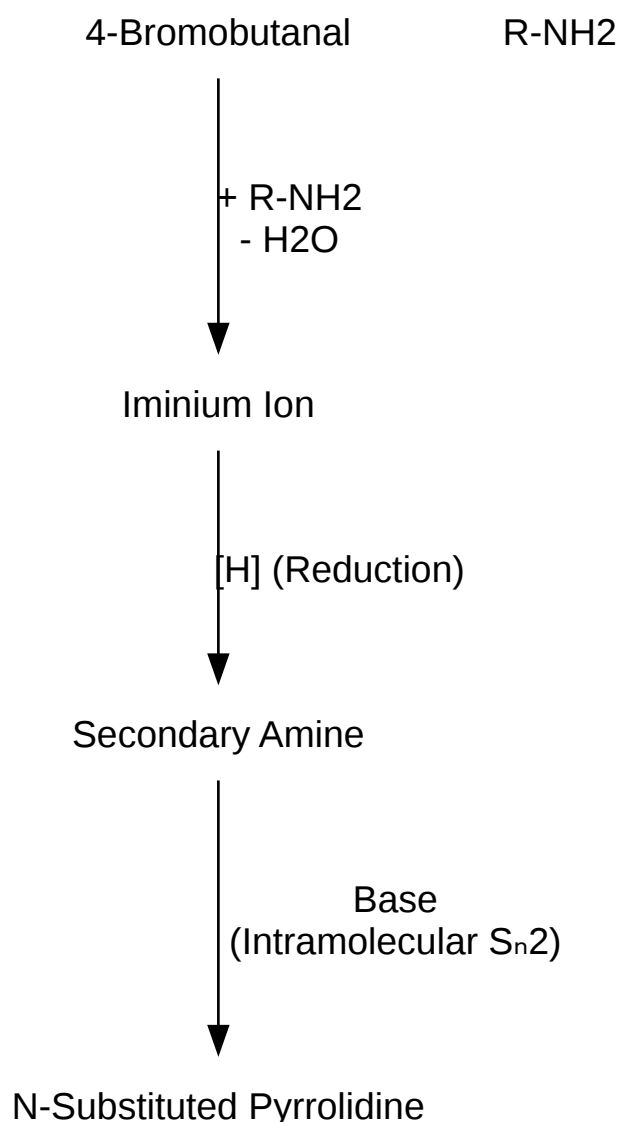 4-Bromobutanal R-NH2
+ R-NH2
- H2O
Iminium Ion
[H] (Reduction)
Secondary Amine
Base
(Intramolecular Sₙ2)
N-Substituted Pyrrolidine